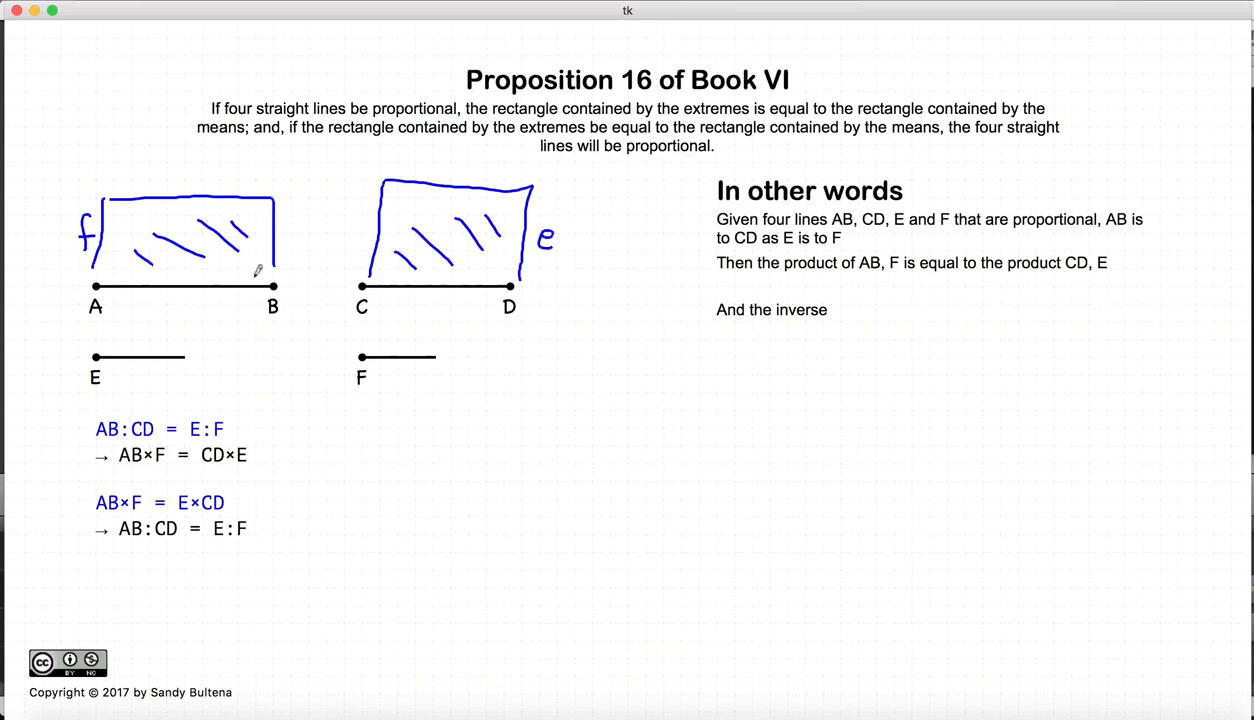 tk
Proposition 16 of Book VI
If four straight lines be proportional, the rectangle contained by the extremes is equal to the rectangle contained by the
means; and, if the rectangle contained by the extremes be equal to the rectangle contained by the means, the four straight
lines will be proportional.
In other words
Given four lines AB, CD, E and F that are proportional, AB is
to CD as E is to F
Then the product of AB, F is equal to the product CD, E
And the inverse
f
e
A B C D
E F
AB:CD = E:F
→ AB×F = CD×E
AB×F = E×CD
→ AB:CD = E:F
cc BY NC
Copyright © 2017 by Sandy Bultena